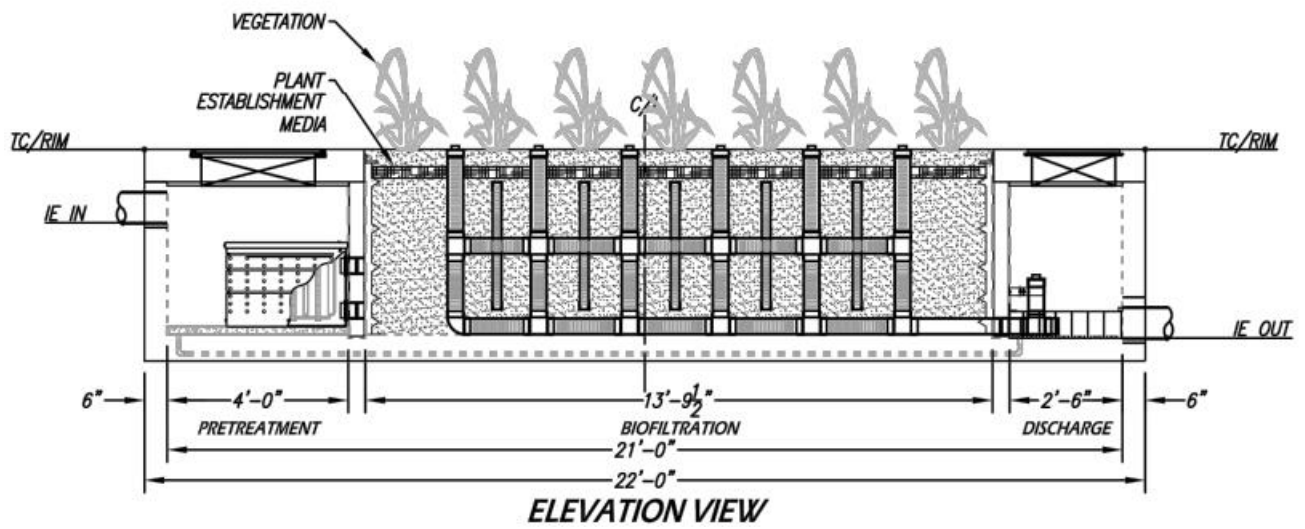 VEGETATION
PLANT
ESTABLISHMENT
MEDIA
C/L
TC/RIM
TC/RIM
IE IN
IE OUT
6"
4'-0"
13'-9 1/2"
2'-6"
6"
PRETREATMENT
BIOFILTRATION
DISCHARGE
21'-0"
22'-0"
ELEVATION VIEW